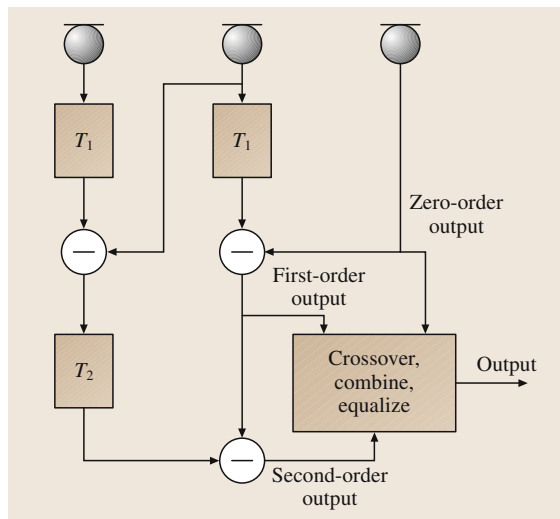 T1
T1
Zero-order
output
—
—
First-order
output
T2
Crossover,
combine,
equalize
Output
—
Second-order
output